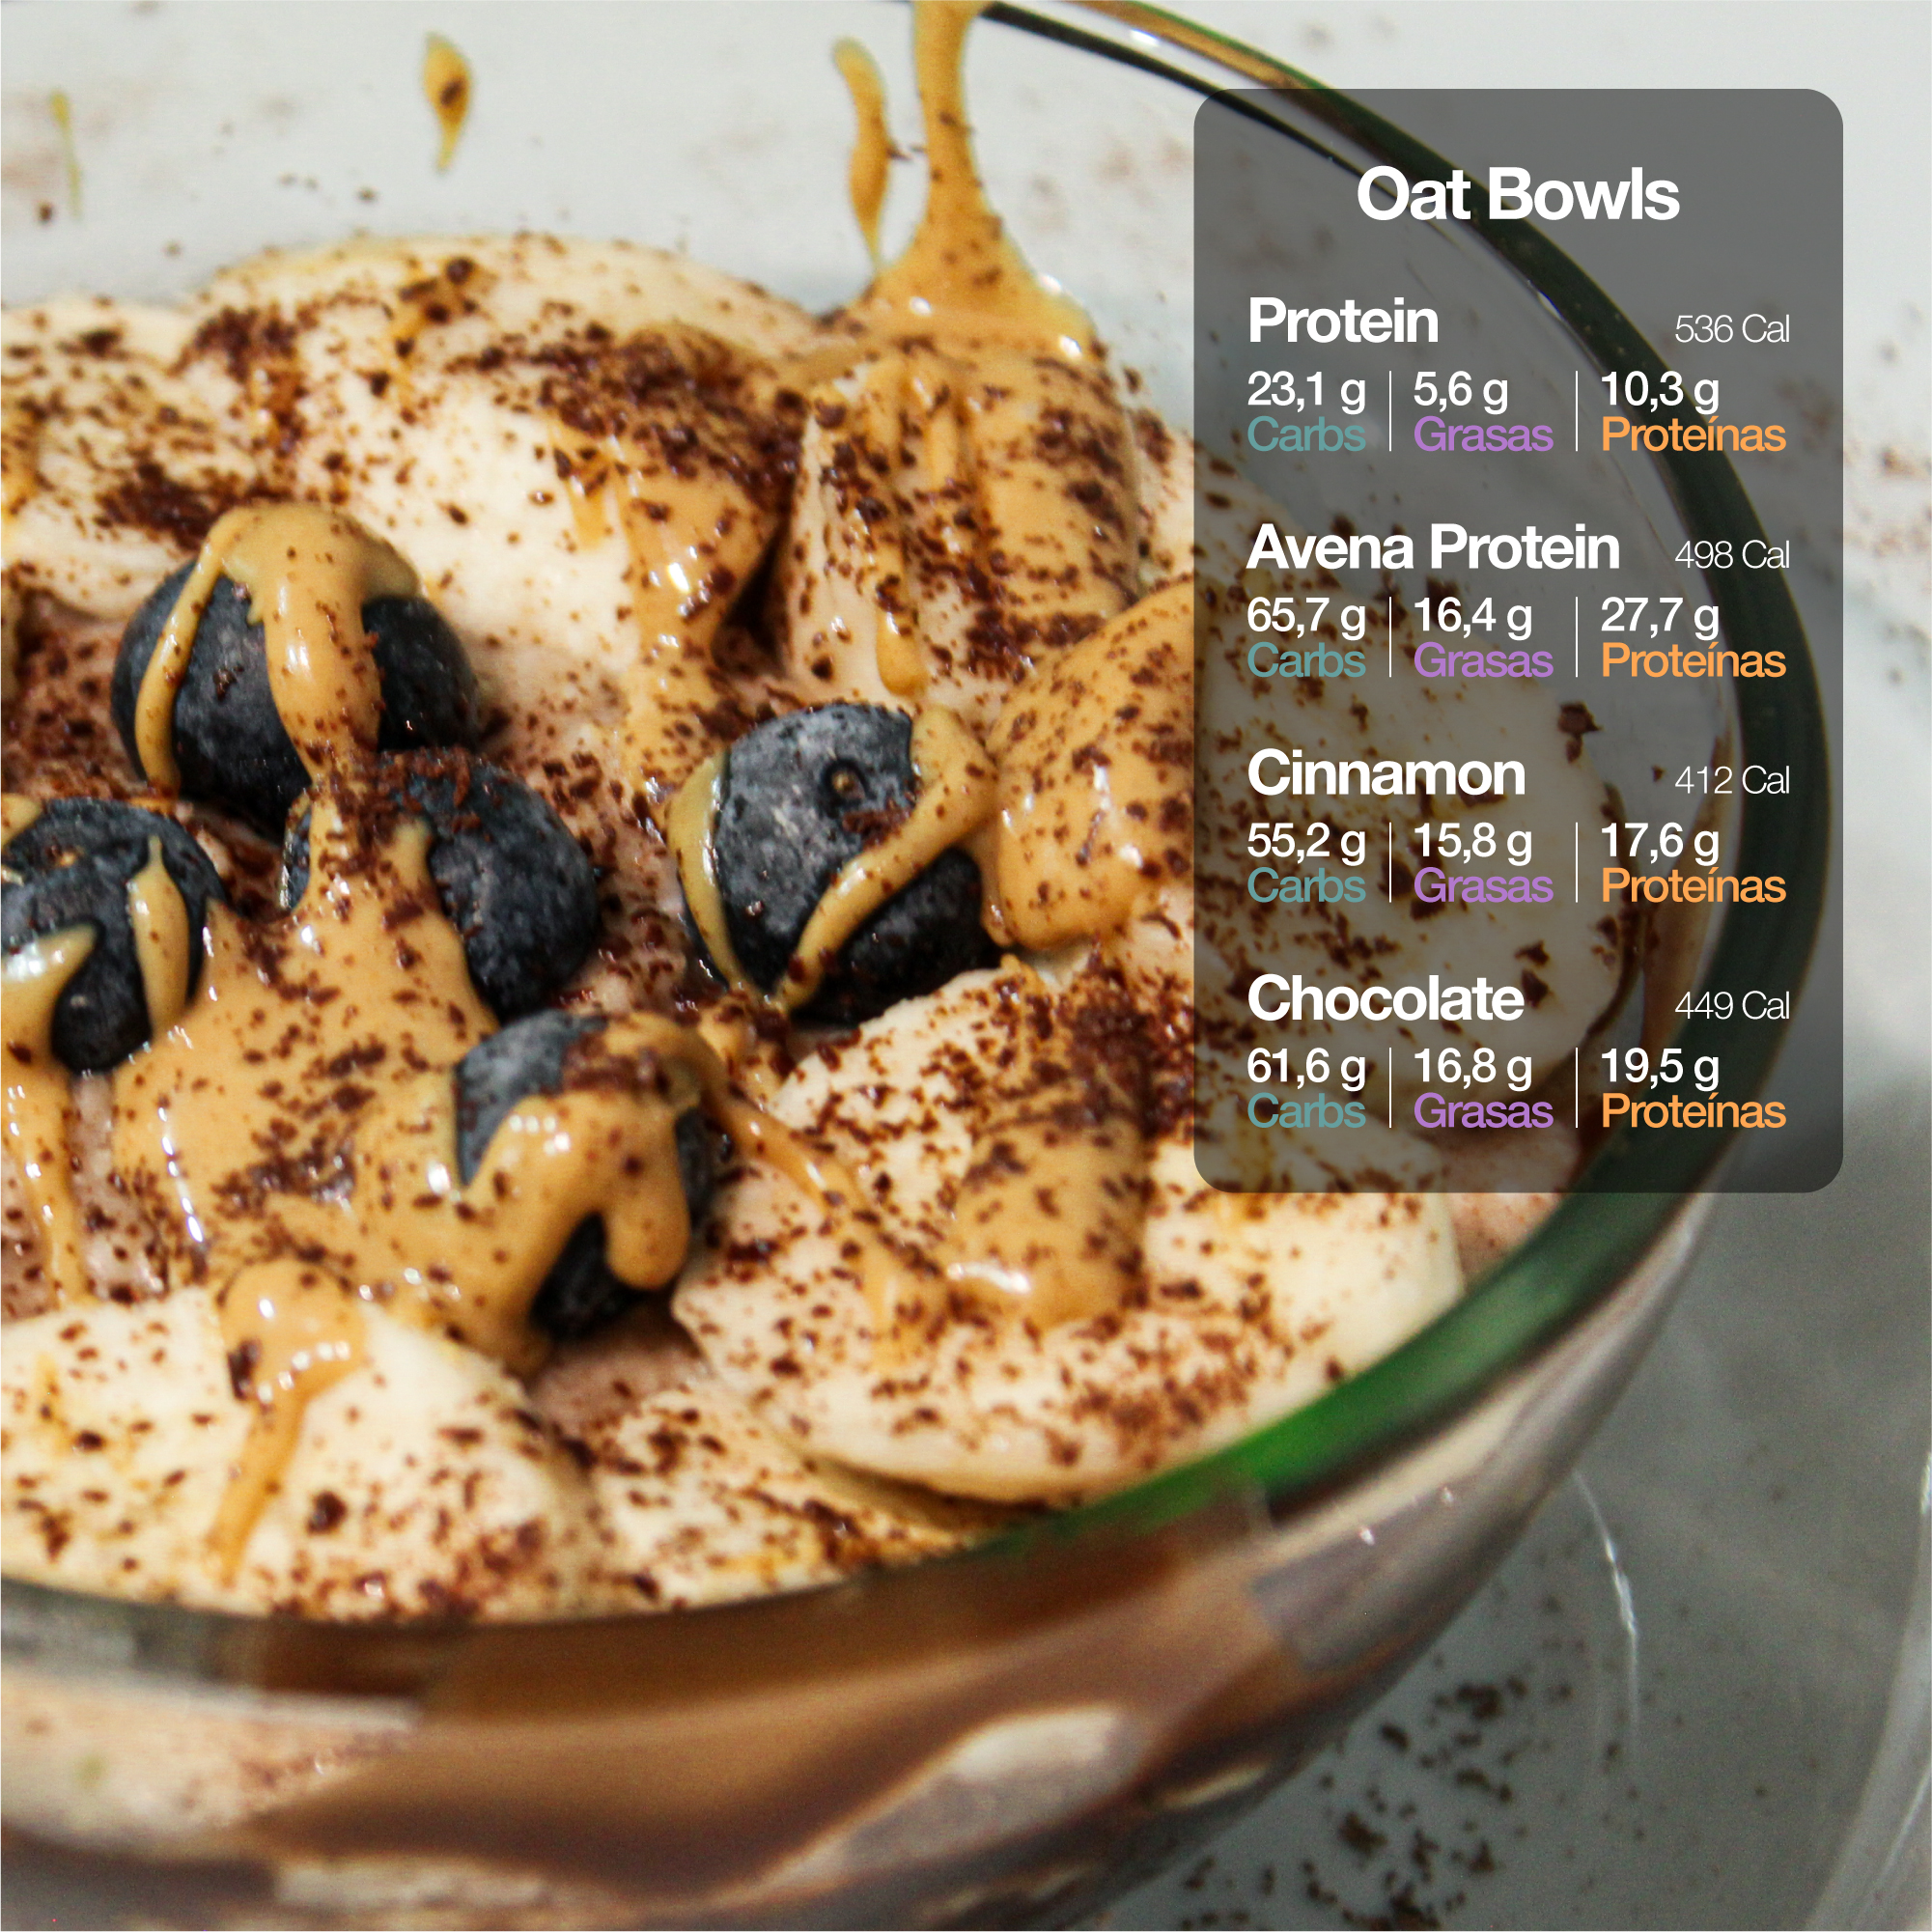 Oat Bowls
Protein 536 Cal
23,1 g 5,6 g 10,3 g
Carbs Grasas Proteínas
Avena Protein 498 Cal
65,7 g 16,4 g 27,7 g
Carbs Grasas Proteínas
Cinnamon 412 Cal
55,2 g 15,8 g 17,6 g
Carbs Grasas Proteínas
Chocolate 449 Cal
61,6 g 16,8 g 19,5 g
Carbs Grasas Proteínas